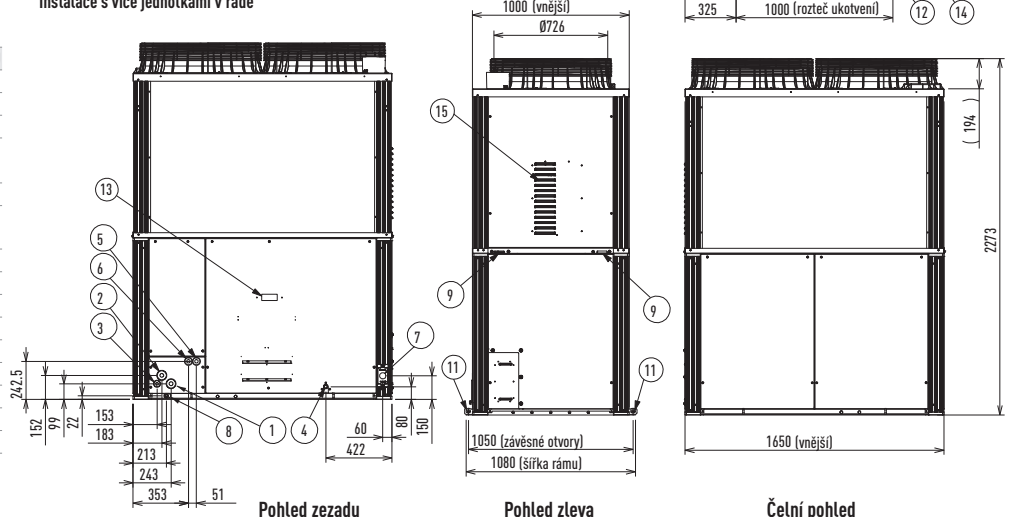 Instalace s více jednotkami v řadě
1000 (vnější)
Ø726
325
1000 (rozteč ukotvení)
12
14
15
13
5
6
2
3
9
9
7
11
11
( 194 )
2273
242.5
152
99
22
153
183
213
243
353
51
8
1
4
60
422
80
150
1050 (závěsné otvory)
1080 (šířka rámu)
1650 (vnější)
Pohled zezadu
Pohled zleva
Čelní pohled